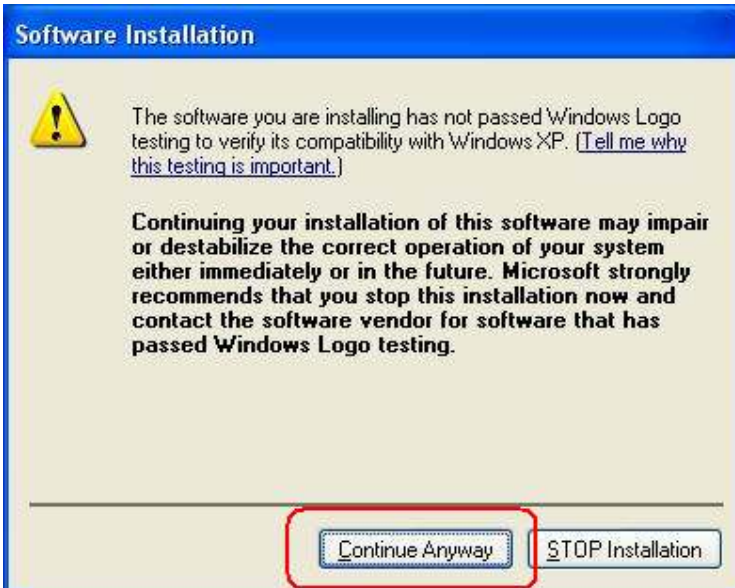 Software Installation
The software you are installing has not passed Windows Logo
testing to verify its compatibility with Windows XP. (Tell me why
this testing is important.)
Continuing your installation of this software may impair
or destabilize the correct operation of your system
either immediately or in the future. Microsoft strongly
recommends that you stop this installation now and
contact the software vendor for software that has
passed Windows Logo testing.
Continue Anyway
STOP Installation